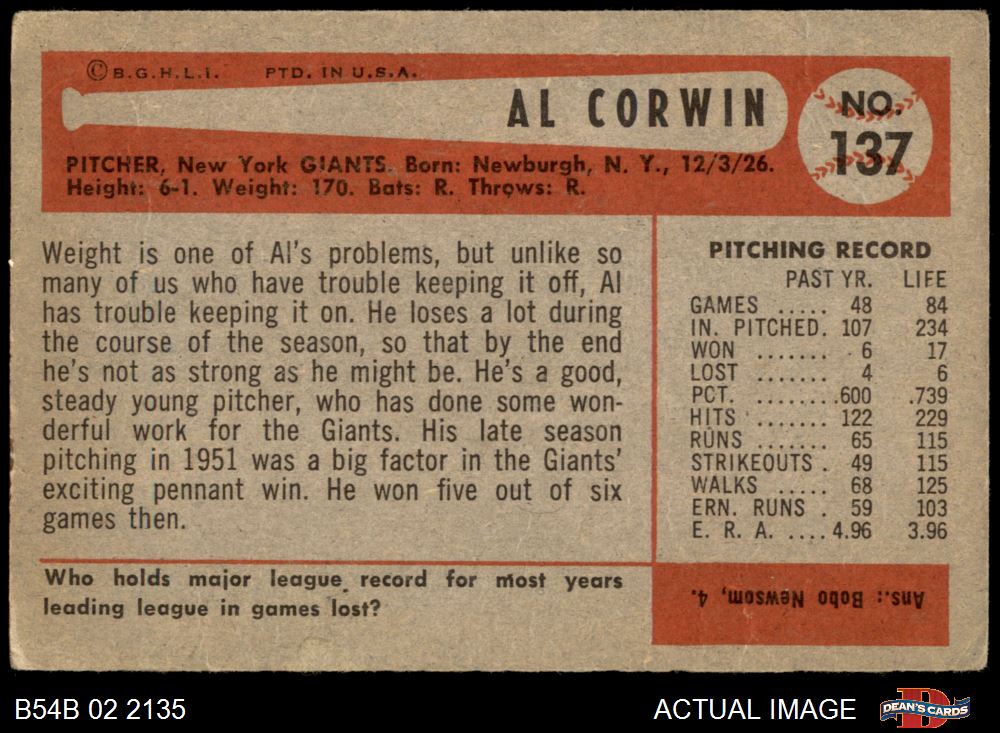 © B.G.H.L.I. PTD. IN U.S.A.
AL CORWIN
NO.
137
PITCHER, New York GIANTS. Born: Newburgh, N. Y., 12/3/26.
Height: 6-1. Weight: 170. Bats: R. Throws: R.
Weight is one of Al's problems, but unlike so
many of us who have trouble keeping it off, Al
has trouble keeping it on. He loses a lot during
the course of the season, so that by the end
he's not as strong as he might be. He's a good,
steady young pitcher, who has done some won-
derful work for the Giants. His late season
pitching in 1951 was a big factor in the Giants'
exciting pennant win. He won five out of six
games then.
PITCHING RECORD
PAST YR. LIFE
GAMES ..... 48 84
IN. PITCHED. 107 234
WON ....... 6 17
LOST ....... 4 6
PCT. ........ .600 .739
HITS ....... 122 229
RUNS ....... 65 115
STRIKEOUTS . 49 115
WALKS ..... 68 125
ERN. RUNS . 59 103
E. R. A. .... 4.96 3.96
Who holds major league record for most years
leading league in games lost?
Ans.: Bobo Newsom, 4.
B54B 02 2135
ACTUAL IMAGE
D
DEAN'S CARDS